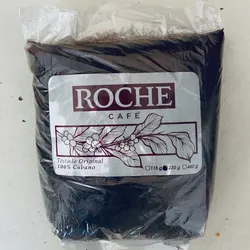 ROCHE
CAFE
Tostado Original
100% Cubano
115 g 230 g 460 g